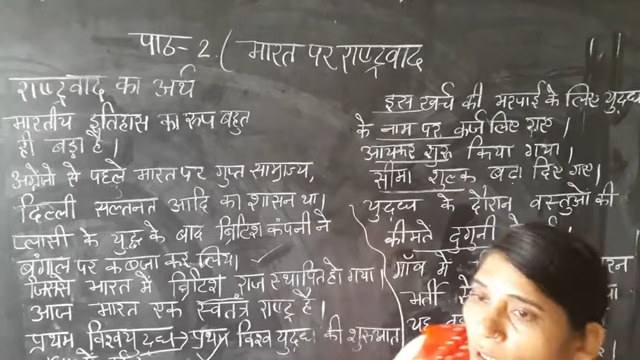 पाठ-2.( भारत पर राष्ट्रवाद
राष्ट्रवाद का अर्थ
भारतीय इतिहास का रूप बहुत
ही बड़ा है।
अंग्रेजो से पहले भारत पर गुप्त साम्राज्य,
दिल्ली सल्तनत आदि का शासन था।
प्लासी के युद्ध के बाद ब्रिटिश कंपनी ने
बंगाल पर कब्जा कर लिया।
जिससे भारत में ब्रिटिश राज स्थापित हो गया।
आज भारत एक स्वतंत्र राष्ट्र है।
प्रथम विश्वयुद्ध → प्रथम विश्व युद्ध की शुरुआत
इस खर्च की भरपाई के लिए युद्ध
के नाम पर कर्ज लिए गए।
आयकर शुरू किया गया।
सीमा शुल्क बढ़ा दिए गए।
युद्ध के दौरान वस्तुओ की
कीमते दुगुनी
गाँव में
भर्ती
यह